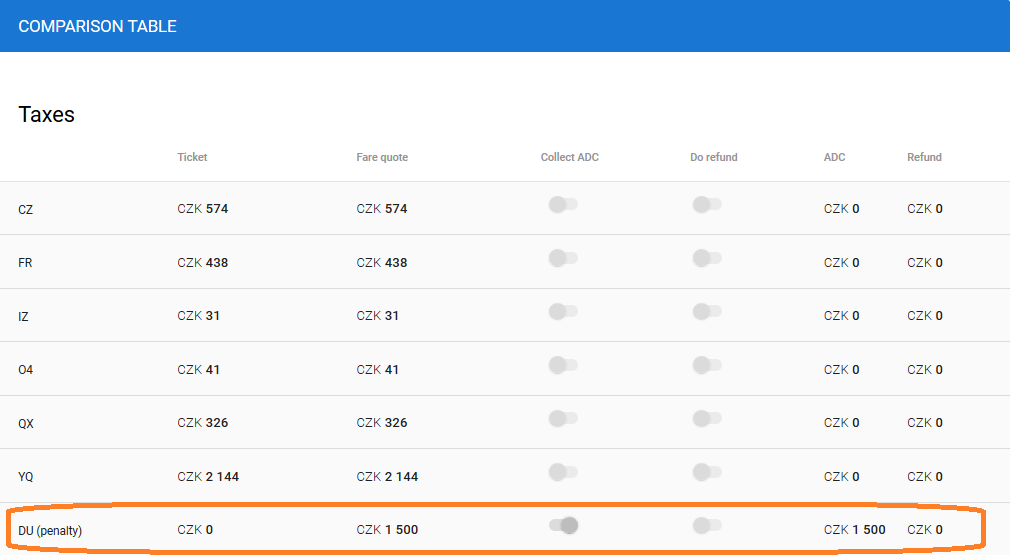 COMPARISON TABLE
Taxes
Ticket Fare quote Collect ADC Do refund ADC Refund
CZ CZK 574 CZK 574 CZK 0 CZK 0
FR CZK 438 CZK 438 CZK 0 CZK 0
IZ CZK 31 CZK 31 CZK 0 CZK 0
O4 CZK 41 CZK 41 CZK 0 CZK 0
QX CZK 326 CZK 326 CZK 0 CZK 0
YQ CZK 2 144 CZK 2 144 CZK 0 CZK 0
DU (penalty) CZK 0 CZK 1 500 CZK 1 500 CZK 0